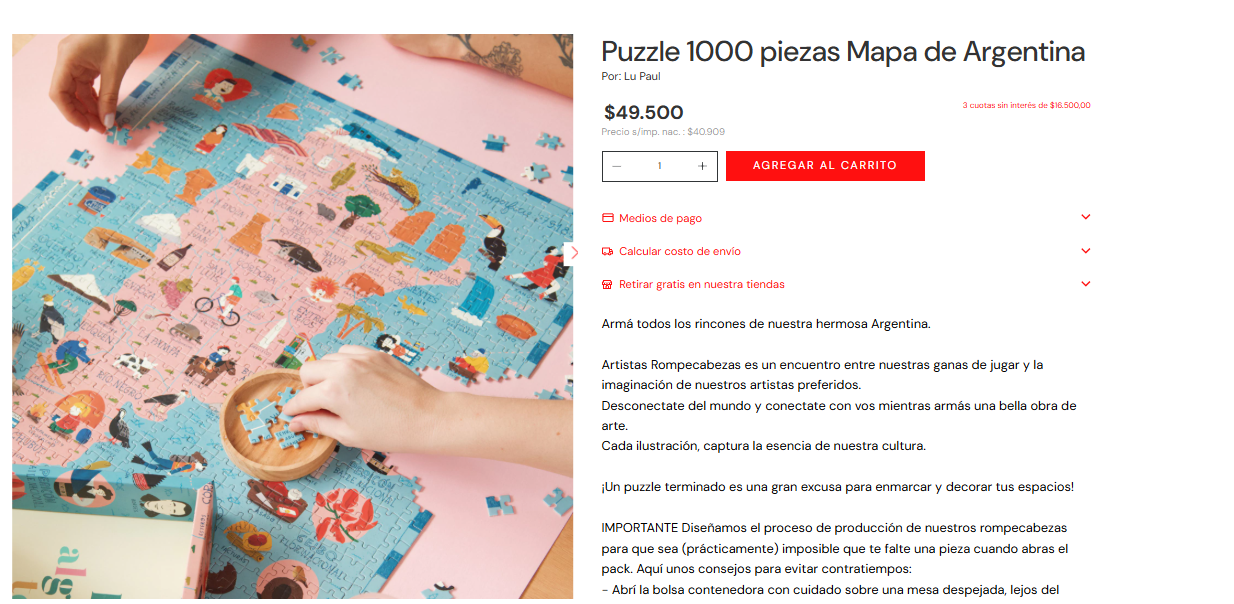 Puzzle 1000 piezas Mapa de Argentina
Por: Lu Paul
$49.500
3 cuotas sin interés de $16.500,00
Precio s/imp. nac. : $40.909
1
AGREGAR AL CARRITO
Medios de pago
Calcular costo de envío
Retirar gratis en nuestra tiendas
Armá todos los rincones de nuestra hermosa Argentina.
Artistas Rompecabezas es un encuentro entre nuestras ganas de jugar y la
imaginación de nuestros artistas preferidos.
Desconectate del mundo y conectate con vos mientras armás una bella obra de
arte.
Cada ilustración, captura la esencia de nuestra cultura.
¡Un puzzle terminado es una gran excusa para enmarcar y decorar tus espacios!
IMPORTANTE Diseñamos el proceso de producción de nuestros rompecabezas
para que sea (prácticamente) imposible que te falte una pieza cuando abras el
pack. Aquí unos consejos para evitar contratiempos:
- Abrí la bolsa contenedora con cuidado sobre una mesa despejada, lejos del
LA PAMPA
RÍO NEGRO
ENTRE
RÍOS